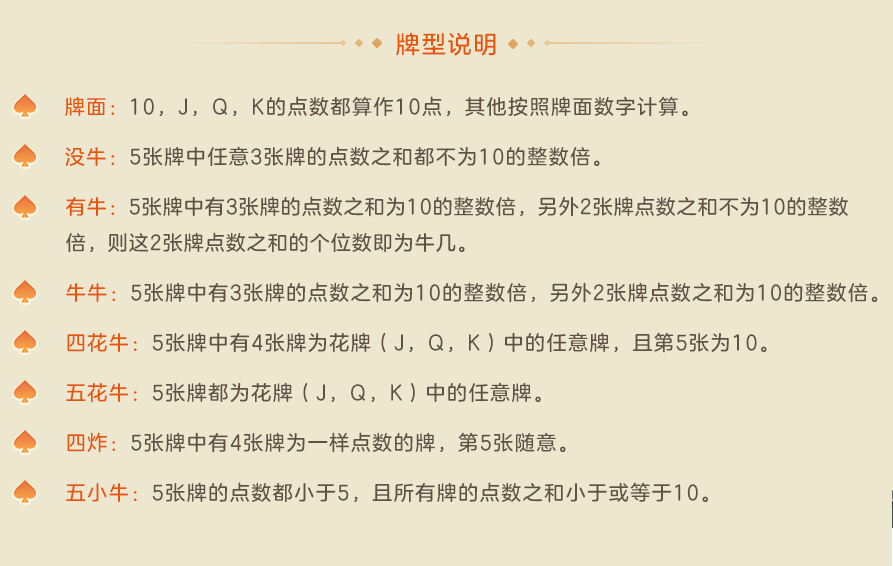 牌型说明
牌面：10，J，Q，K的点数都算作10点，其他按照牌面数字计算。
没牛：5张牌中任意3张牌的点数之和都不为10的整数倍。
有牛：5张牌中有3张牌的点数之和为10的整数倍，另外2张牌点数之和不为10的整数
倍，则这2张牌点数之和的个位数即为牛几。
牛牛：5张牌中有3张牌的点数之和为10的整数倍，另外2张牌点数之和为10的整数倍。
四花牛：5张牌中有4张牌为花牌（J，Q，K）中的任意牌，且第5张为10。
五花牛：5张牌都为花牌（J，Q，K）中的任意牌。
四炸：5张牌中有4张牌为一样点数的牌，第5张随意。
五小牛：5张牌的点数都小于5，且所有牌的点数之和小于或等于10。